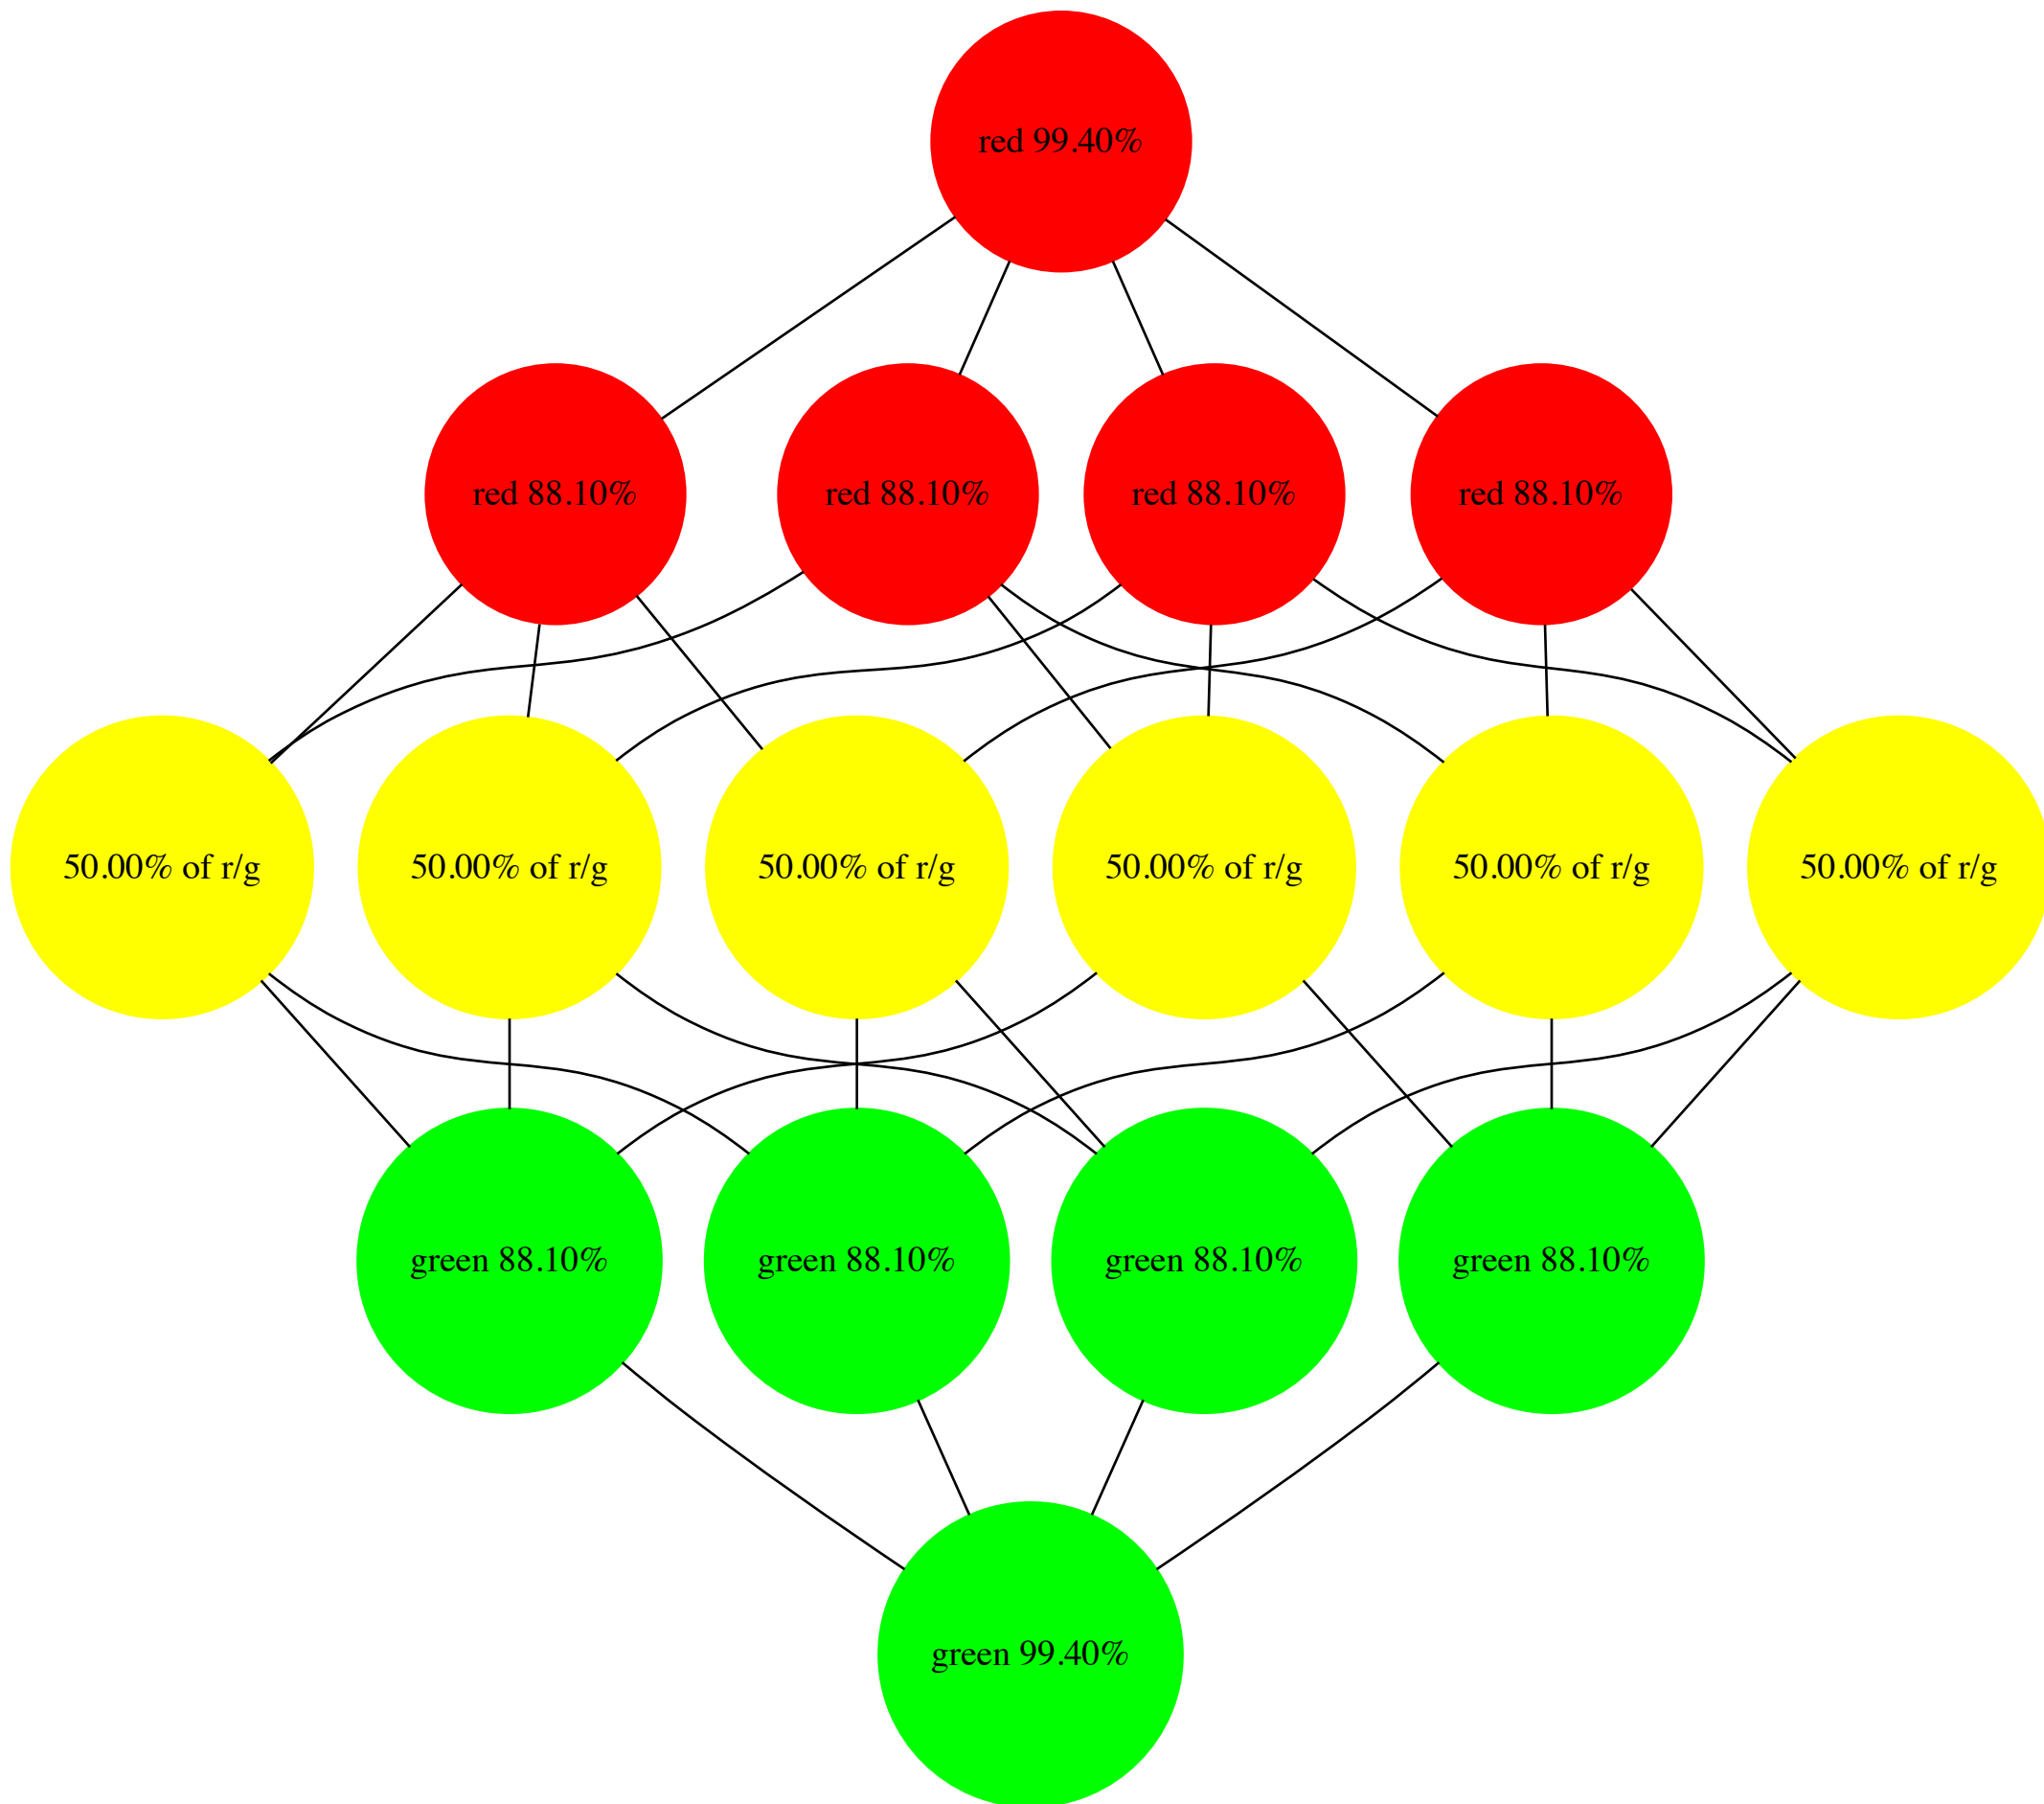 red 99.40%
red 88.10%
red 88.10%
red 88.10%
red 88.10%
50.00% of r/g
50.00% of r/g
50.00% of r/g
50.00% of r/g
50.00% of r/g
50.00% of r/g
green 88.10%
green 88.10%
green 88.10%
green 88.10%
green 99.40%